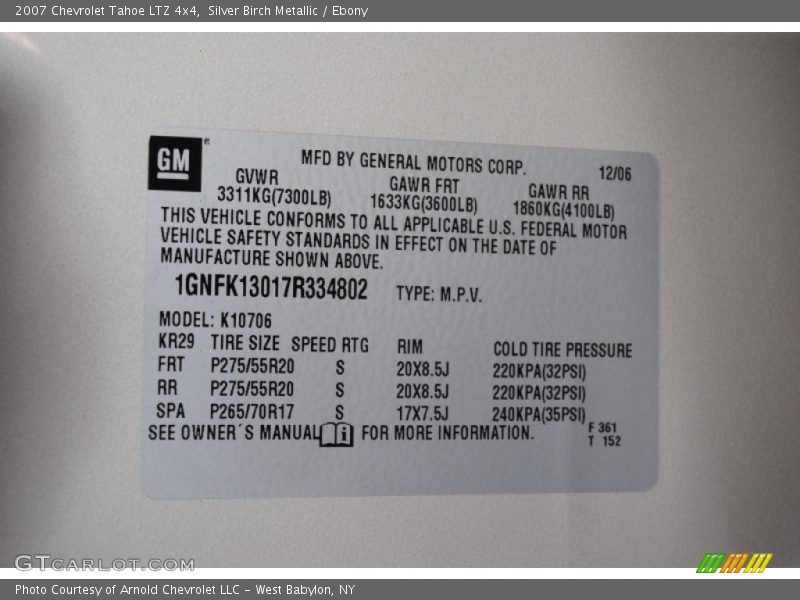 2007 Chevrolet Tahoe LTZ 4x4, Silver Birch Metallic / Ebony
GM
MFD BY GENERAL MOTORS CORP. 12/06
GVWR GAWR FRT GAWR RR
3311KG(7300LB) 1633KG(3600LB) 1860KG(4100LB)
THIS VEHICLE CONFORMS TO ALL APPLICABLE U.S. FEDERAL MOTOR
VEHICLE SAFETY STANDARDS IN EFFECT ON THE DATE OF
MANUFACTURE SHOWN ABOVE.
1GNFK13017R334802 TYPE: M.P.V.
MODEL: K10706
KR29 TIRE SIZE SPEED RTG RIM COLD TIRE PRESSURE
FRT P275/55R20 S 20X8.5J 220KPA(32PSI)
RR P275/55R20 S 20X8.5J 220KPA(32PSI)
SPA P265/70R17 S 17X7.5J 240KPA(35PSI)
SEE OWNER'S MANUAL FOR MORE INFORMATION. F 361
T 152
GTCARLOT.COM
Photo Courtesy of Arnold Chevrolet LLC - West Babylon, NY